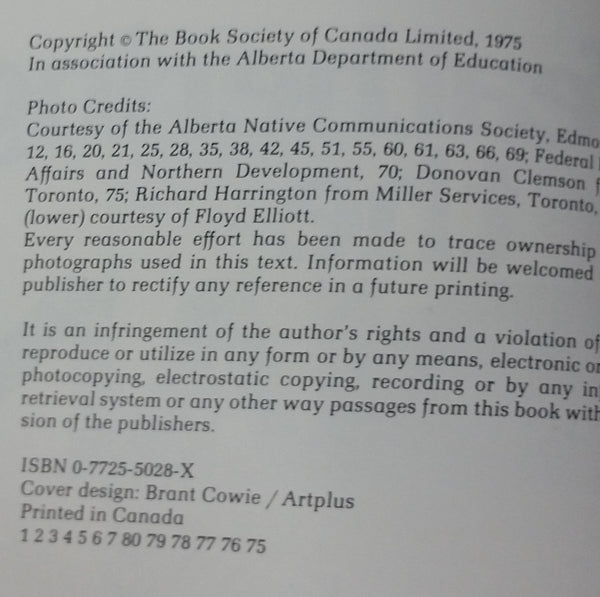 Copyright © The Book Society of Canada Limited, 1975
In association with the Alberta Department of Education
Photo Credits:
Courtesy of the Alberta Native Communications Society, Edmo
12, 16, 20, 21, 25, 28, 35, 38, 42, 45, 51, 55, 60, 61, 63, 66, 69; Federal
Affairs and Northern Development, 70; Donovan Clemson f
Toronto, 75; Richard Harrington from Miller Services, Toronto,
(lower) courtesy of Floyd Elliott.
Every reasonable effort has been made to trace ownership
photographs used in this text. Information will be welcomed
publisher to rectify any reference in a future printing.
It is an infringement of the author's rights and a violation of
reproduce or utilize in any form or by any means, electronic or
photocopying, electrostatic copying, recording or by any in
retrieval system or any other way passages from this book with
sion of the publishers.
ISBN 0-7725-5028-X
Cover design: Brant Cowie / Artplus
Printed in Canada
1 2 3 4 5 6 7 80 79 78 77 76 75